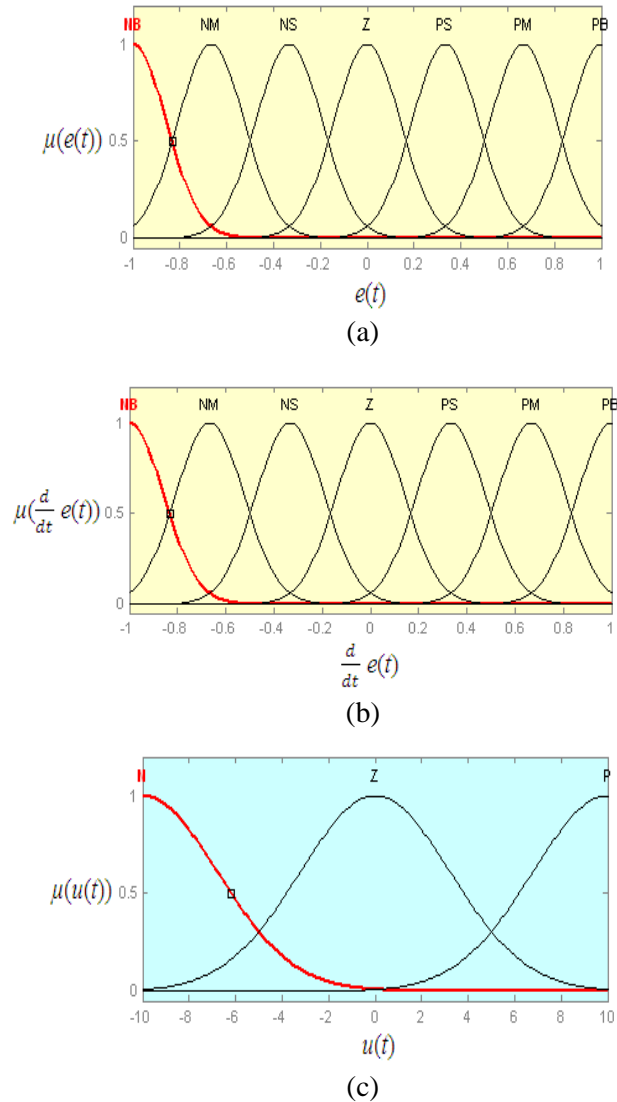 NB NM NS Z PS PM PB
1
μ(e(t)) 0.5
0
-1 -0.8 -0.6 -0.4 -0.2 0 0.2 0.4 0.6 0.8 1
e(t)
(a)
NB NM NS Z PS PM PB
1
μ(d/dt e(t)) 0.5
0
-1 -0.8 -0.6 -0.4 -0.2 0 0.2 0.4 0.6 0.8 1
d/dt e(t)
(b)
N Z P
1
μ(u(t)) 0.5
0
-10 -8 -6 -4 -2 0 2 4 6 8 10
u(t)
(c)